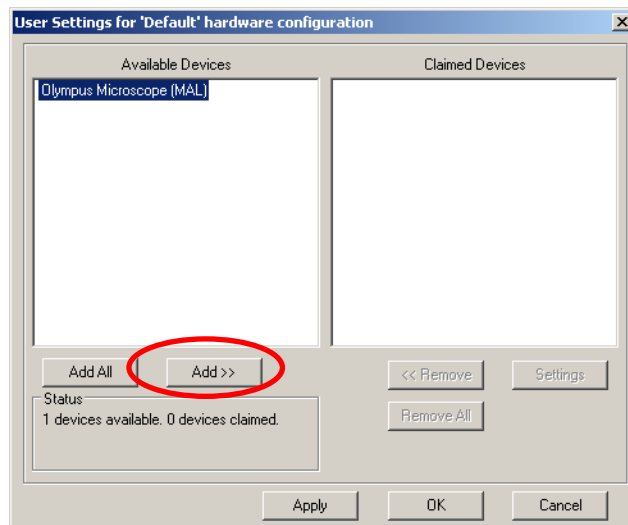 User Settings for 'Default' hardware configuration
Available Devices
Claimed Devices
Olympus Microscope (MAL)
Add All
Add >>
<< Remove
Settings
Status
1 devices available. 0 devices claimed.
Remove All
Apply
OK
Cancel